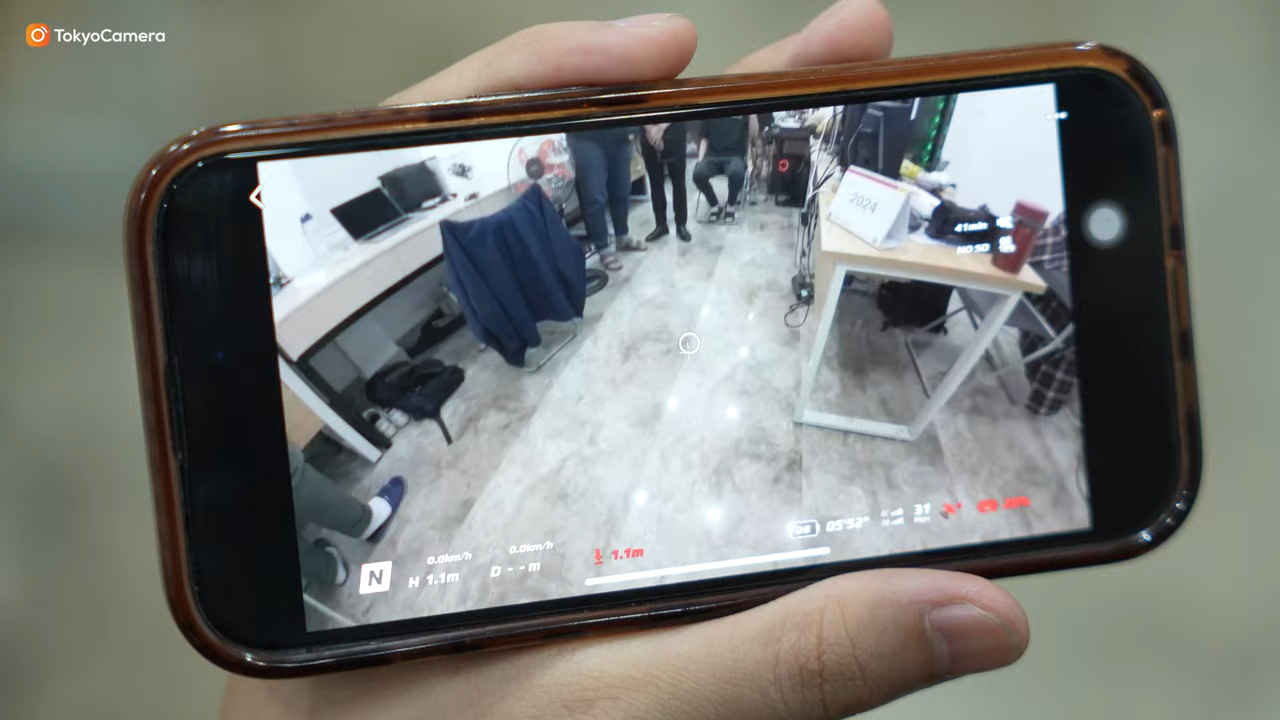 TokyoCamera
2024
41min
NO SD
0.0km/h
0.0km/h
N
H 1.1m
D - - m
1.1m
05'52"
31